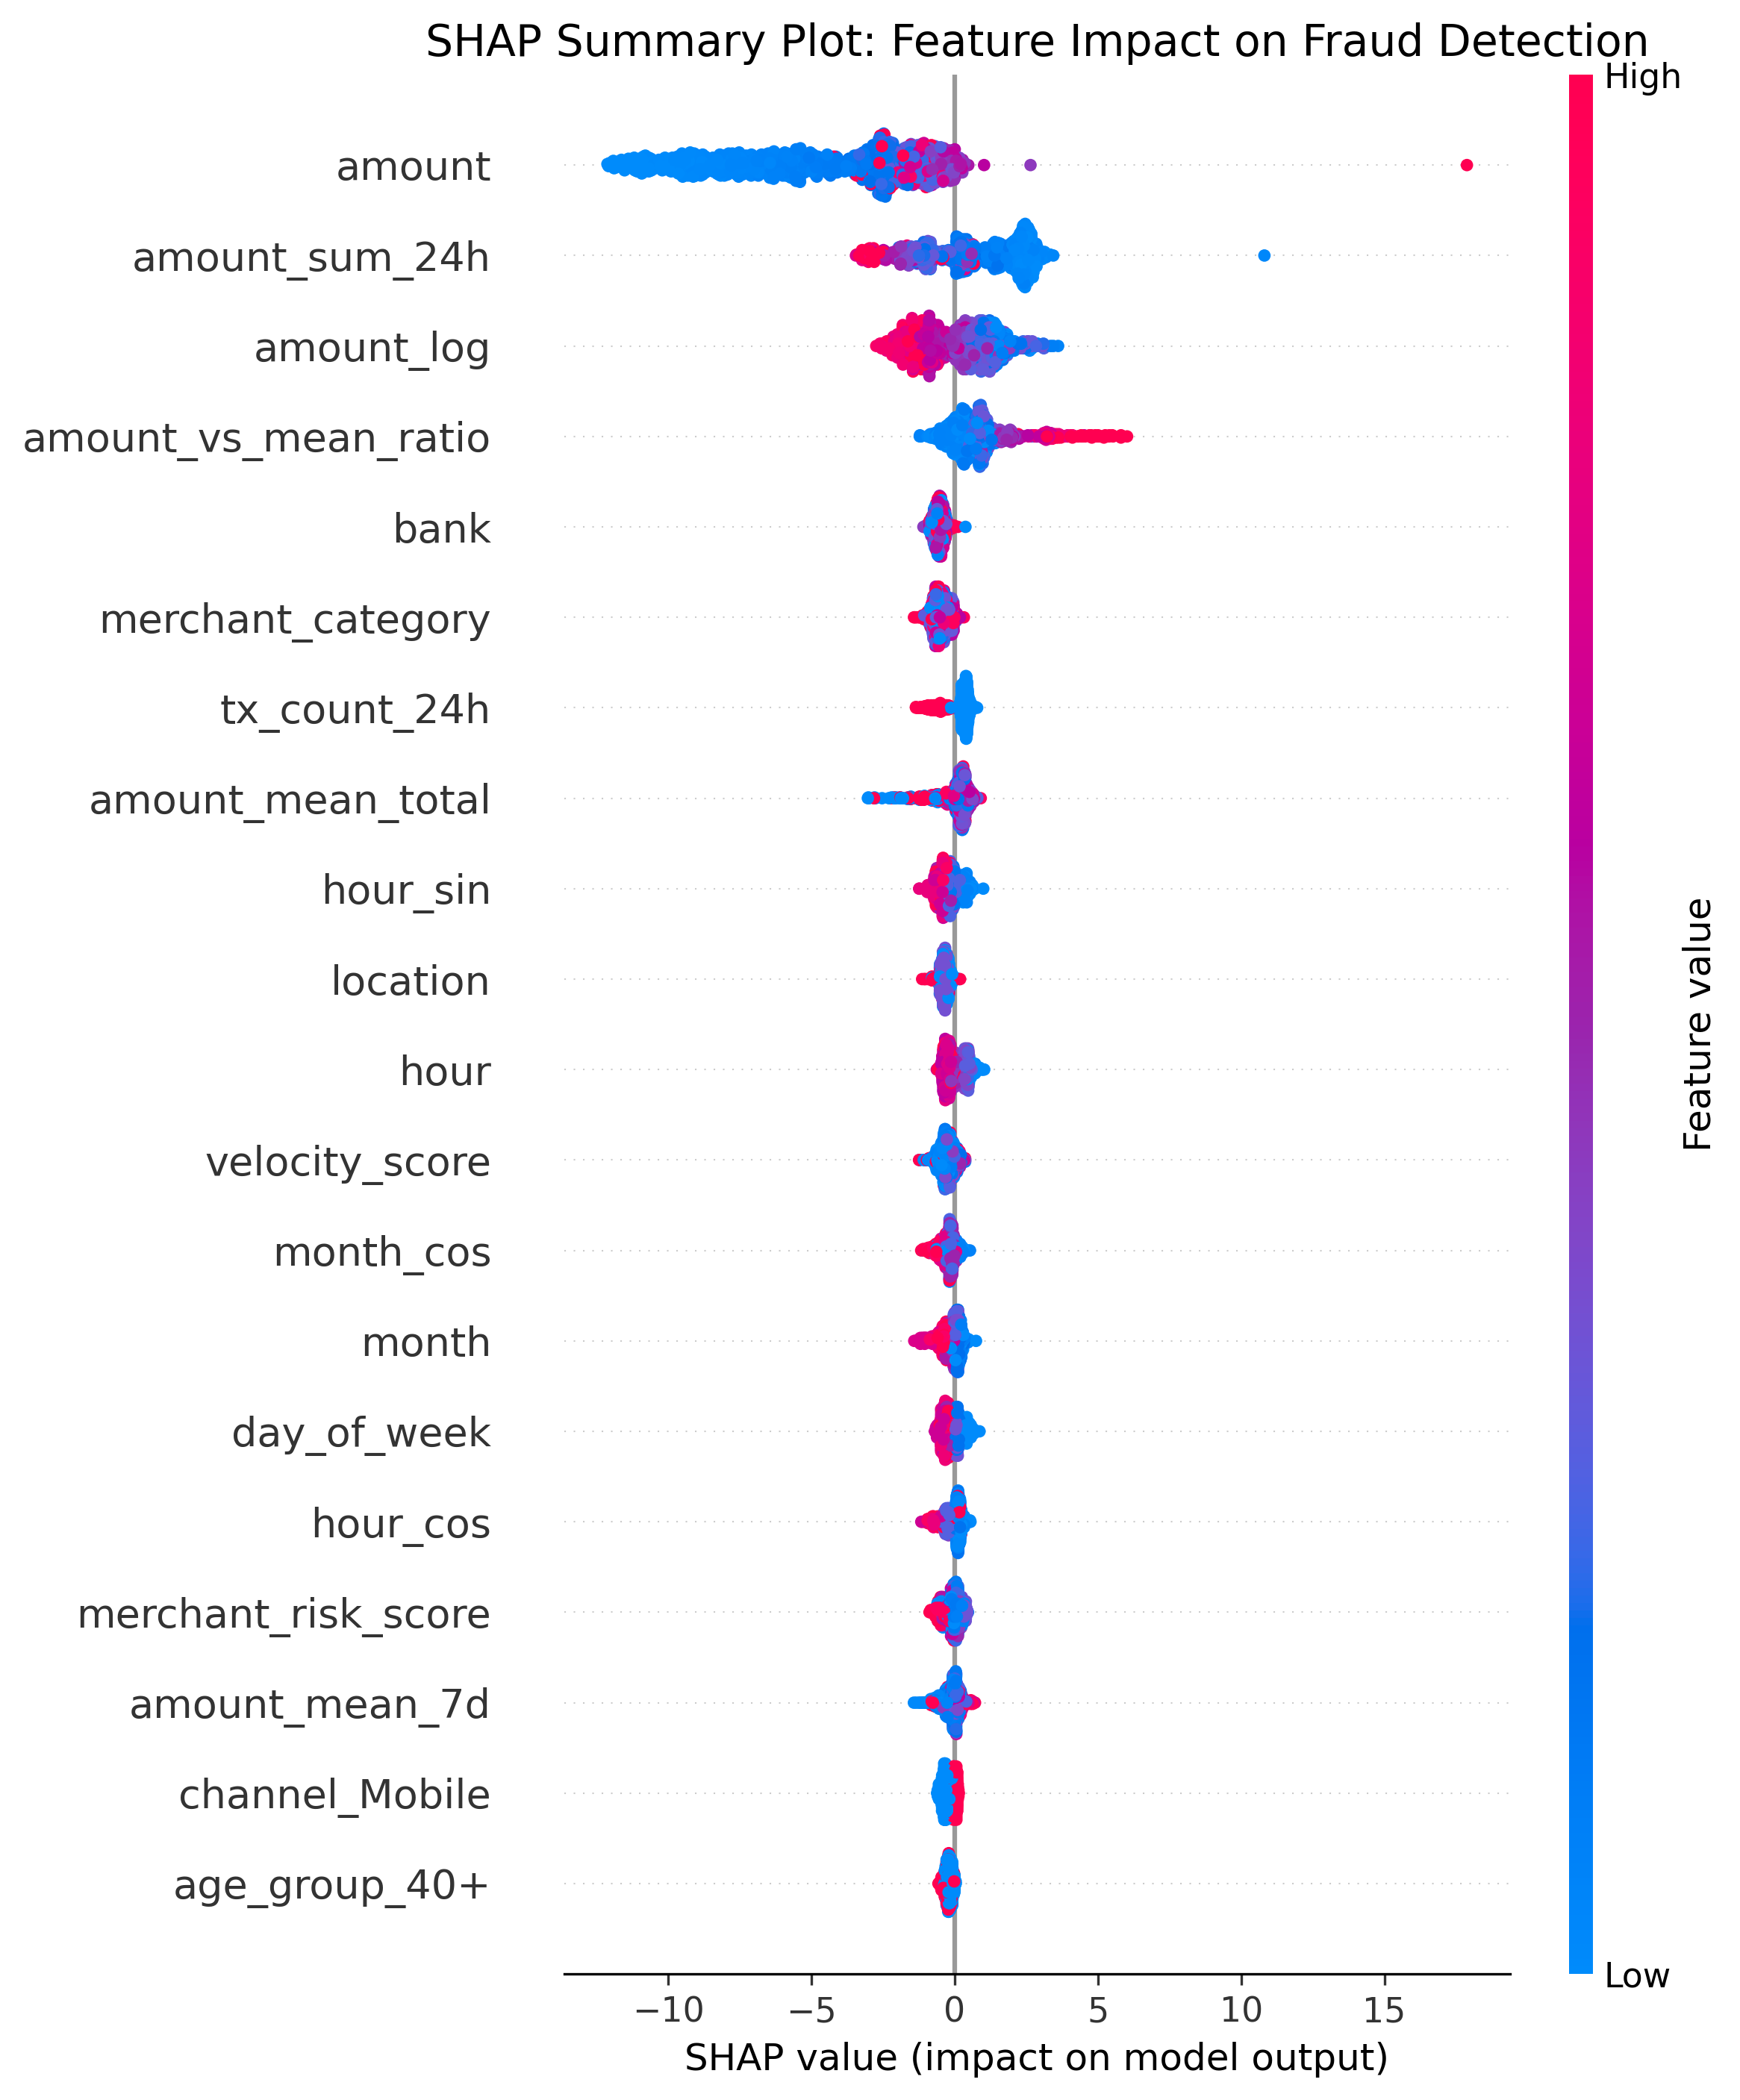 SHAP Summary Plot: Feature Impact on Fraud Detection
High
amount
amount_sum_24h
amount_log
amount_vs_mean_ratio
bank
merchant_category
tx_count_24h
amount_mean_total
hour_sin
location
hour
velocity_score
month_cos
month
day_of_week
hour_cos
merchant_risk_score
amount_mean_7d
channel_Mobile
age_group_40+
Feature value
Low
−10 −5 0 5 10 15
SHAP value (impact on model output)